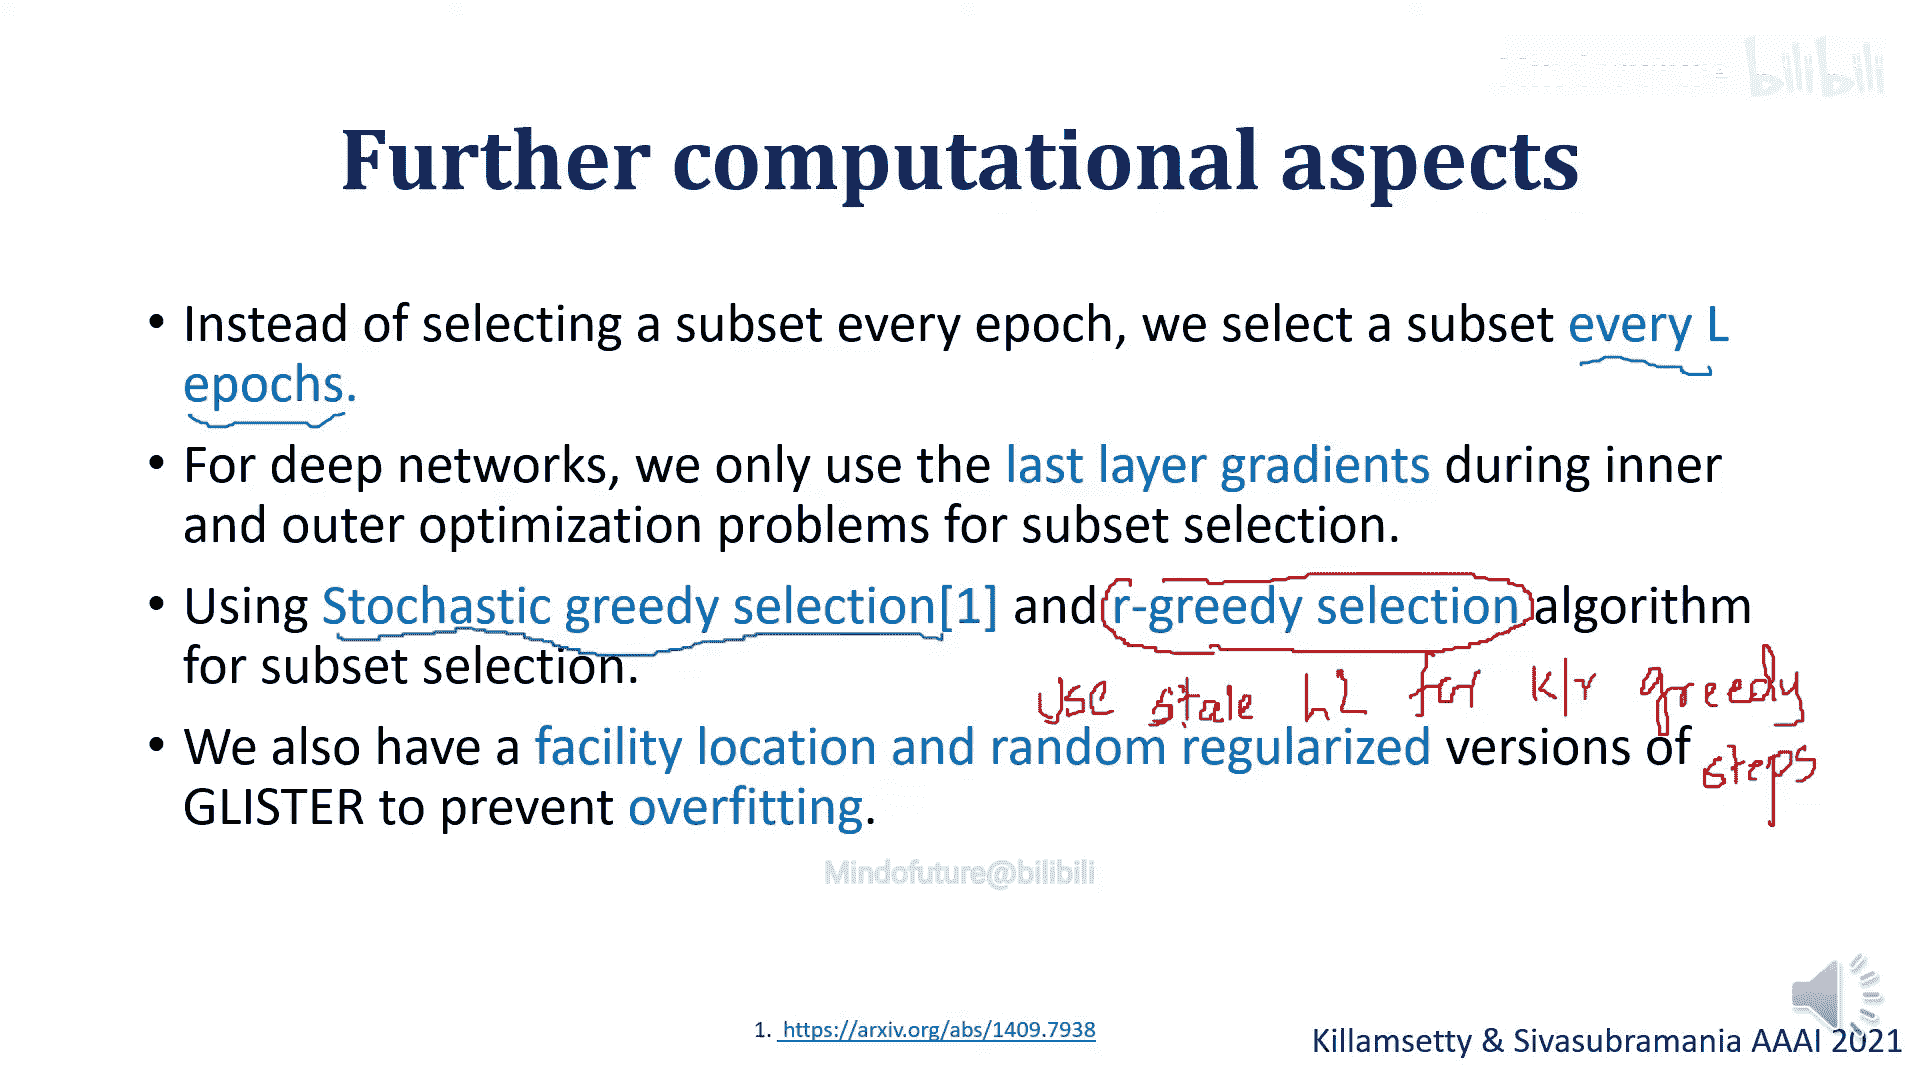 bilibili
Further computational aspects
• Instead of selecting a subset every epoch, we select a subset every L
epochs.
• For deep networks, we only use the last layer gradients during inner
and outer optimization problems for subset selection.
• Using Stochastic greedy selection[1] and r-greedy selection algorithm
for subset selection.
use stale h2 for k/r greedy
steps
• We also have a facility location and random regularized versions of
GLISTER to prevent overfitting.
Mindofuture@bilibili
1. https://arxiv.org/abs/1409.7938
Killamsetty & Sivasubramania AAAI 2021